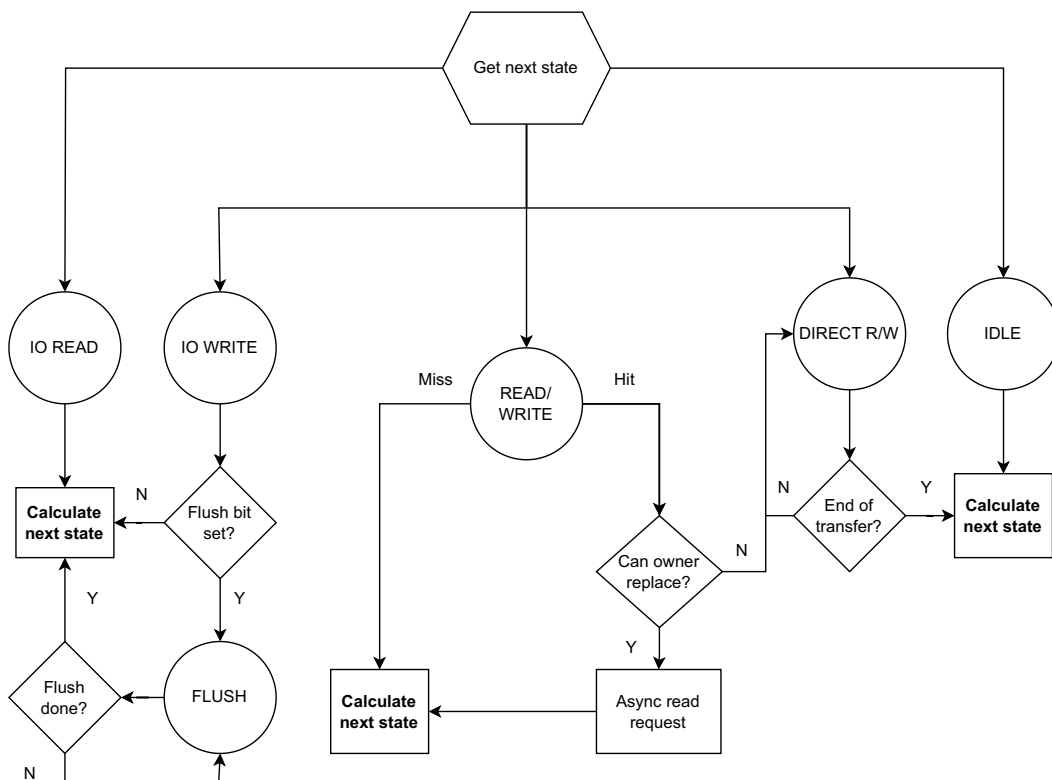 Get next state
IO READ
IO WRITE
DIRECT R/W
IDLE
Miss
READ/
WRITE
Hit
Calculate
next state
N
Flush bit
set?
N
End of
transfer?
Y
Calculate
next state
Can owner
replace?
N
Y
Y
Y
Flush
done?
FLUSH
Calculate
next state
Async read
request
N